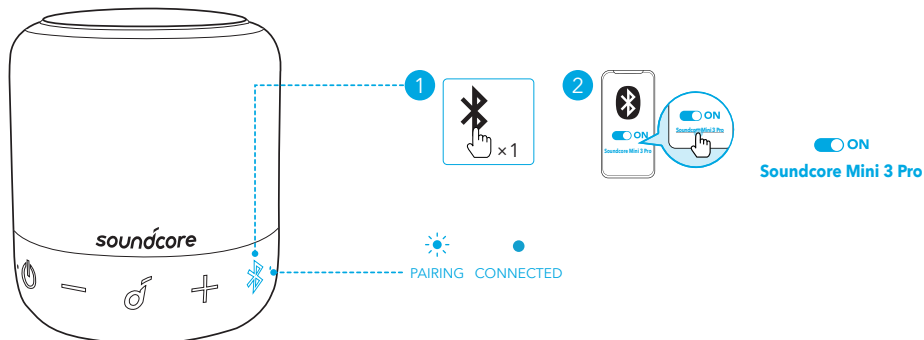 soundcore
1
×1
2
ON
Soundcore Mini 3 Pro
ON
Soundcore Mini 3 Pro
ON
Soundcore Mini 3 Pro
PAIRING
CONNECTED